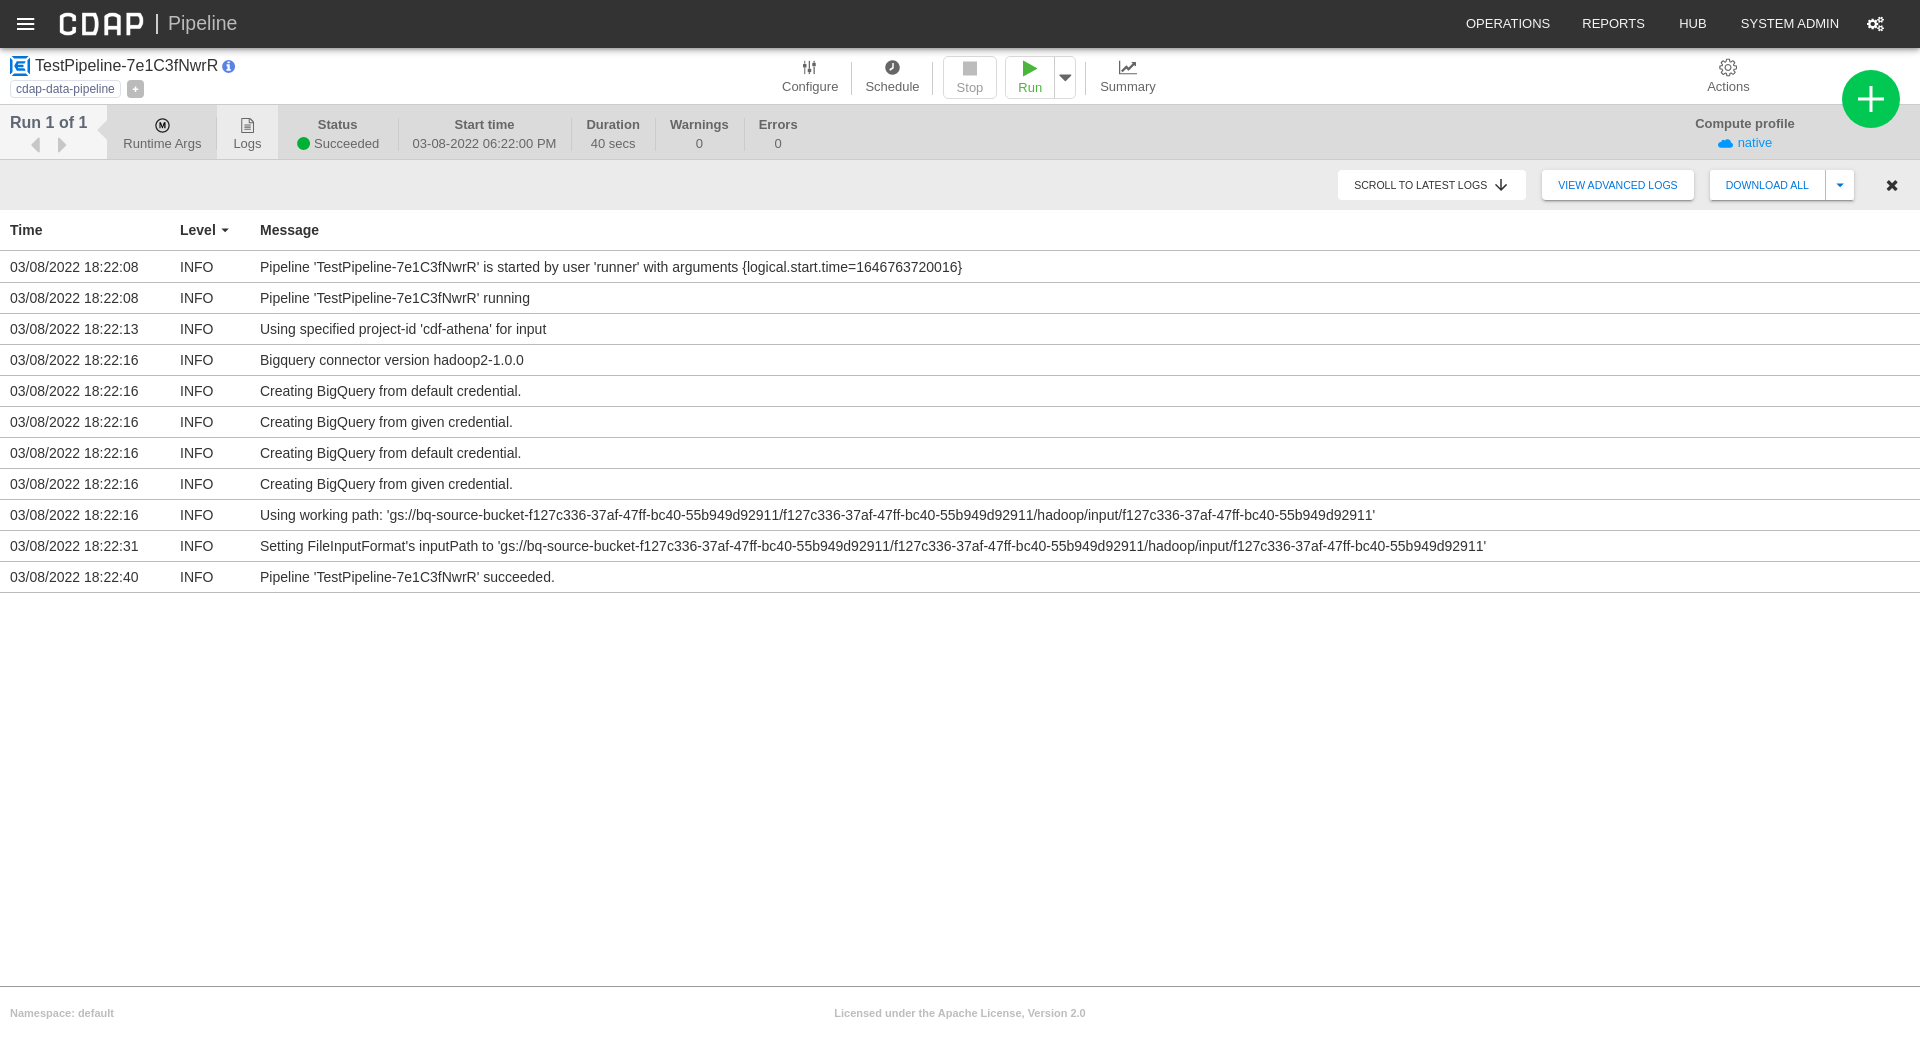 CDAP | Pipeline OPERATIONS REPORTS HUB SYSTEM ADMIN
TestPipeline-7e1C3fNwrR
cdap-data-pipeline +
Configure Schedule Stop Run Summary Actions
Run 1 of 1
Runtime Args
Logs
Status
Succeeded
Start time
03-08-2022 06:22:00 PM
Duration
40 secs
Warnings
0
Errors
0
Compute profile
native
SCROLL TO LATEST LOGS VIEW ADVANCED LOGS DOWNLOAD ALL
Time Level Message
03/08/2022 18:22:08 INFO Pipeline 'TestPipeline-7e1C3fNwrR' is started by user 'runner' with arguments {logical.start.time=1646763720016}
03/08/2022 18:22:08 INFO Pipeline 'TestPipeline-7e1C3fNwrR' running
03/08/2022 18:22:13 INFO Using specified project-id 'cdf-athena' for input
03/08/2022 18:22:16 INFO Bigquery connector version hadoop2-1.0.0
03/08/2022 18:22:16 INFO Creating BigQuery from default credential.
03/08/2022 18:22:16 INFO Creating BigQuery from given credential.
03/08/2022 18:22:16 INFO Creating BigQuery from default credential.
03/08/2022 18:22:16 INFO Creating BigQuery from given credential.
03/08/2022 18:22:16 INFO Using working path: 'gs://bq-source-bucket-f127c336-37af-47ff-bc40-55b949d92911/f127c336-37af-47ff-bc40-55b949d92911/hadoop/input/f127c336-37af-47ff-bc40-55b949d92911'
03/08/2022 18:22:31 INFO Setting FileInputFormat's inputPath to 'gs://bq-source-bucket-f127c336-37af-47ff-bc40-55b949d92911/f127c336-37af-47ff-bc40-55b949d92911/hadoop/input/f127c336-37af-47ff-bc40-55b949d92911'
03/08/2022 18:22:40 INFO Pipeline 'TestPipeline-7e1C3fNwrR' succeeded.
Namespace: default Licensed under the Apache License, Version 2.0